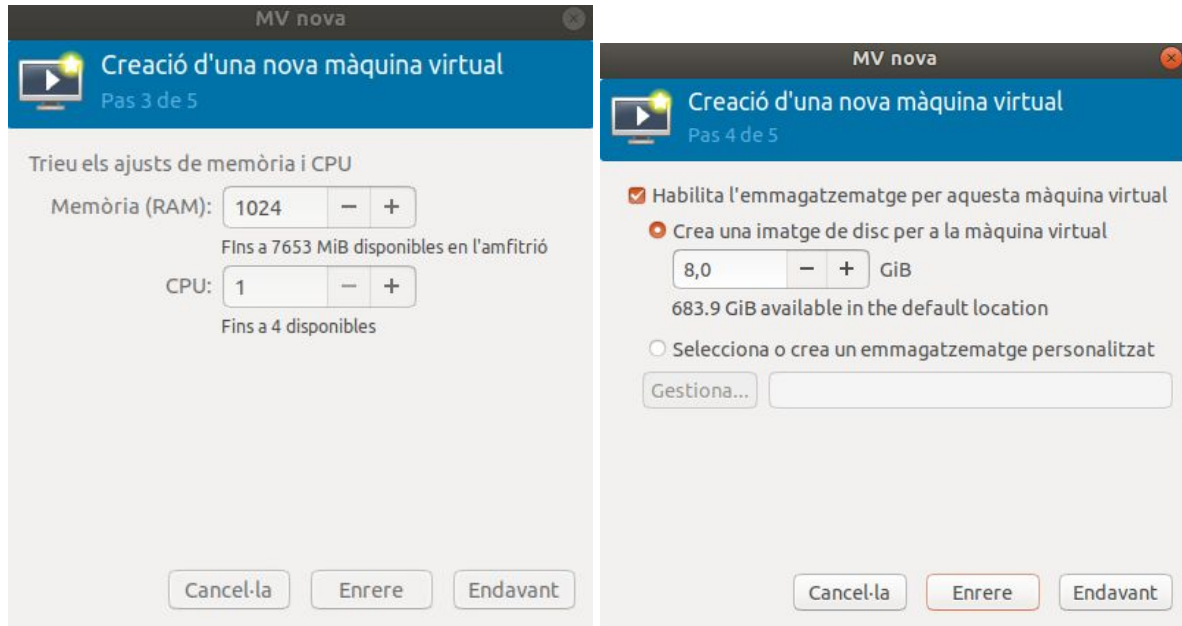 MV nova
Creació d'una nova màquina virtual
Pas 3 de 5
Trieu els ajusts de memòria i CPU
Memòria (RAM): 1024 − +
FIns a 7653 MiB disponibles en l'amfitrió
CPU: 1 − +
Fins a 4 disponibles
Cancel·la Enrere Endavant
MV nova
Creació d'una nova màquina virtual
Pas 4 de 5
Habilita l'emmagatzematge per aquesta màquina virtual
Crea una imatge de disc per a la màquina virtual
8,0 − + GiB
683.9 GiB available in the default location
Selecciona o crea un emmagatzematge personalitzat
Gestiona...
Cancel·la Enrere Endavant